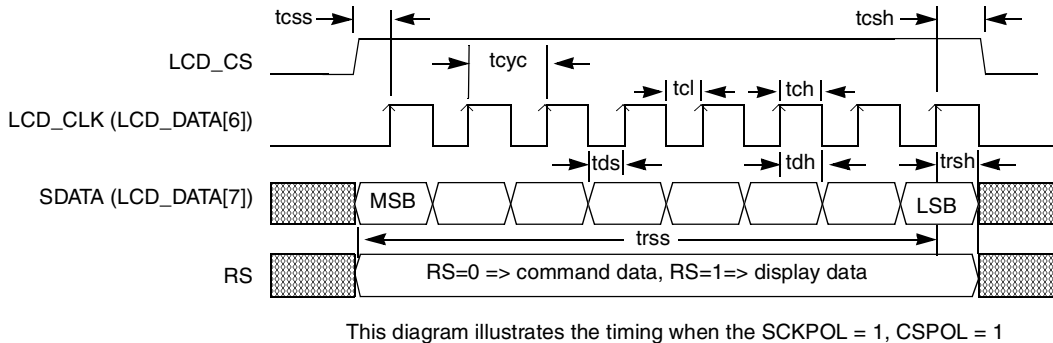 tcss
tcsh
LCD_CS
tcyc
tcl
tch
LCD_CLK (LCD_DATA[6])
tds
tdh
trsh
SDATA (LCD_DATA[7])
MSB
LSB
trss
RS
RS=0 => command data, RS=1=> display data
This diagram illustrates the timing when the SCKPOL = 1, CSPOL = 1